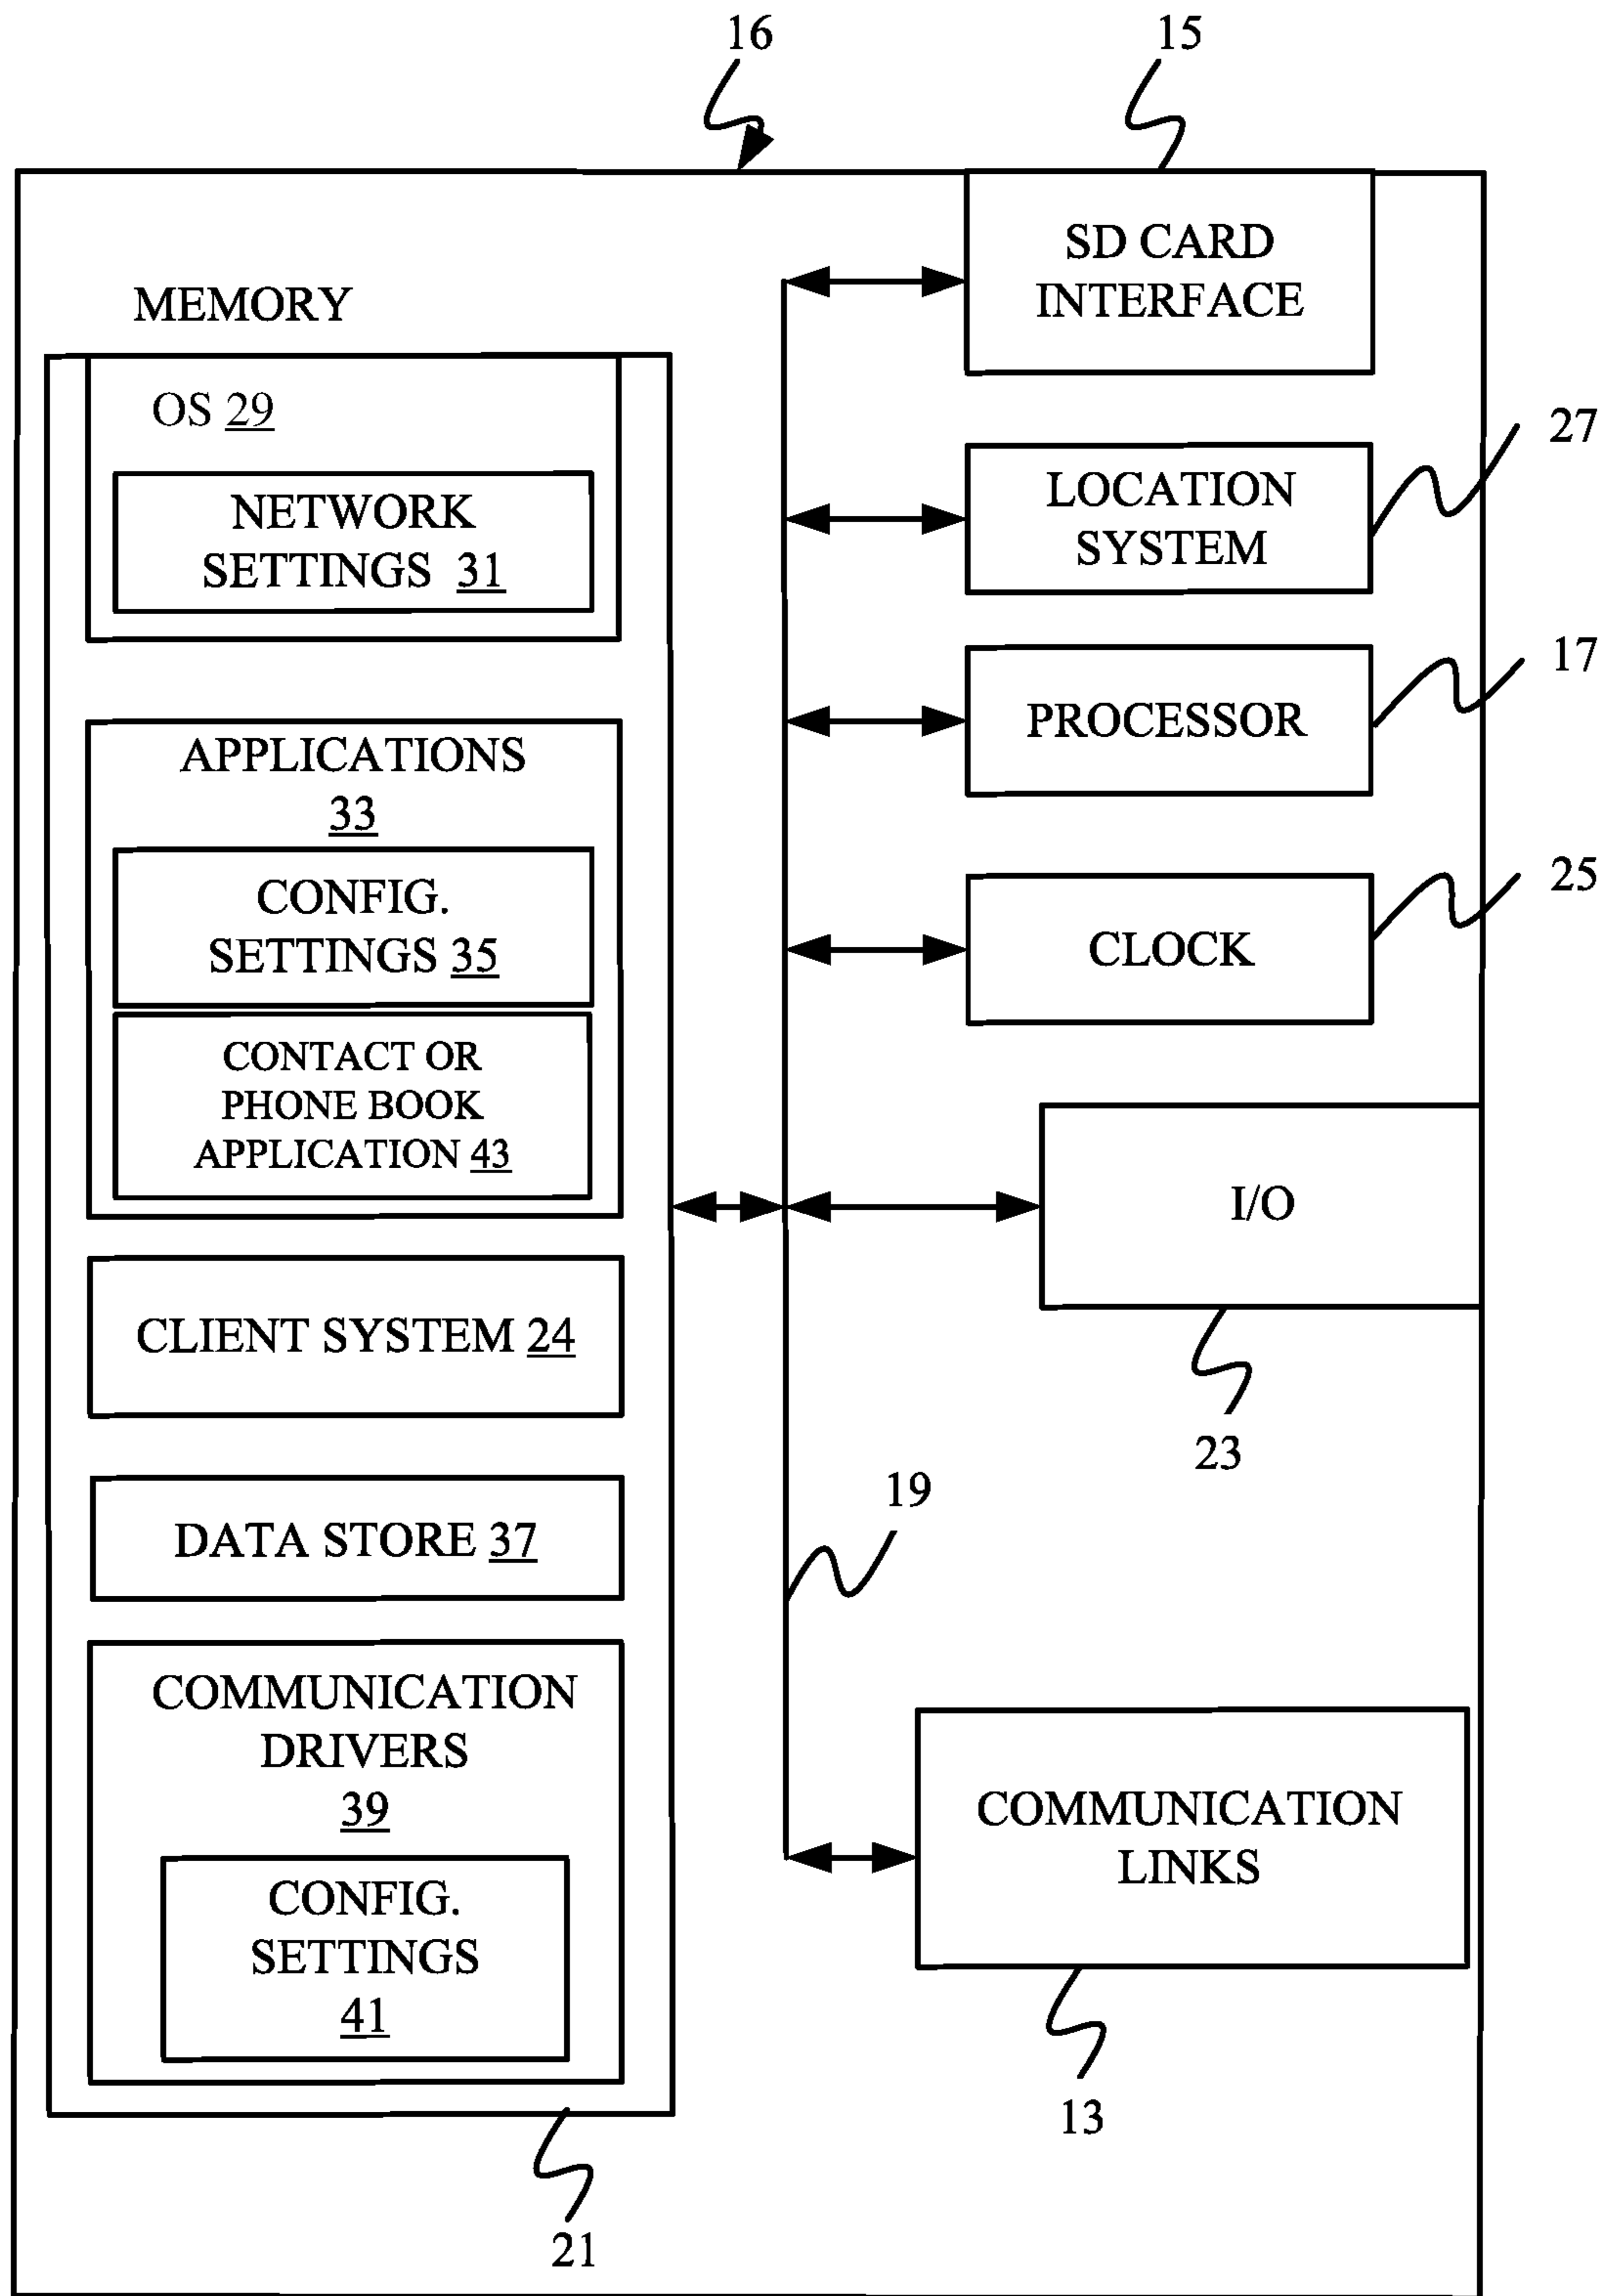 16
15
SD CARD
INTERFACE
MEMORY
OS 29
27
NETWORK
SETTINGS 31
LOCATION
SYSTEM
17
PROCESSOR
APPLICATIONS
33
25
CONFIG.
SETTINGS 35
CLOCK
CONTACT OR
PHONE BOOK
APPLICATION 43
I/O
CLIENT SYSTEM 24
23
19
DATA STORE 37
COMMUNICATION
DRIVERS
39
COMMUNICATION
LINKS
CONFIG.
SETTINGS
41
13
21